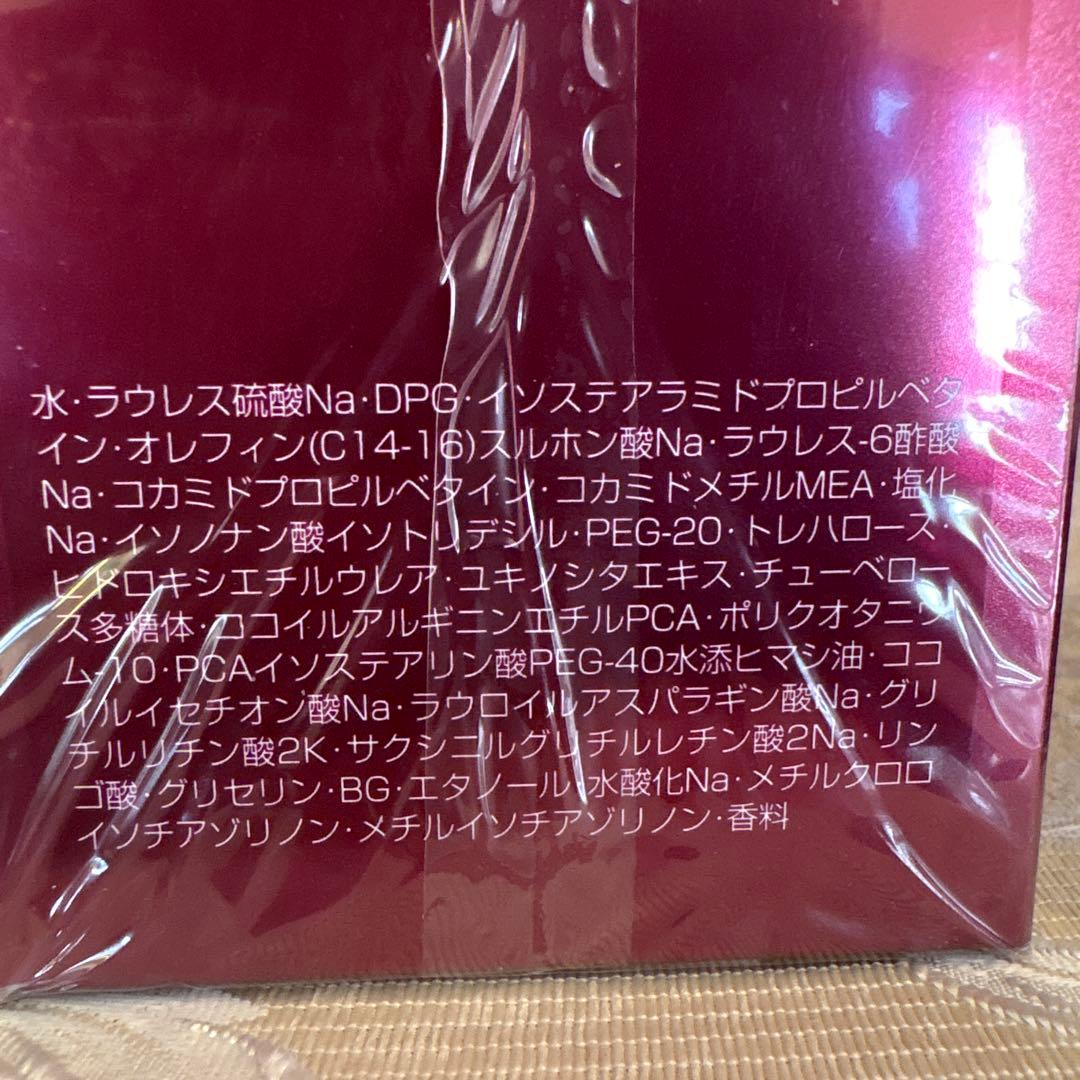 水・ラウレス硫酸Na・DPG・イソステアラミドプロピルベタ
イン・オレフィン(C14-16)スルホン酸Na・ラウレス-6酢酸
Na・コカミドプロピルベタイン・コカミドメチルMEA・塩化
Na・イソノナン酸イソトリデシル・PEG-20・トレハロース・
ヒドロキシエチルウレア・ユキノシタエキス・チューベロー
ス多糖体・ココイルアルギニンエチルPCA・ポリクオタニウ
ム-10・PCAイソステアリン酸PEG-40水添ヒマシ油・ココ
イルイセチオン酸Na・ラウロイルアスパラギン酸Na・グリ
チルリチン酸2K・サクシニルグリチルレチン酸2Na・リン
ゴ酸・グリセリン・BG・エタノール・水酸化Na・メチルクロロ
イソチアゾリノン・メチルイソチアゾリノン・香料